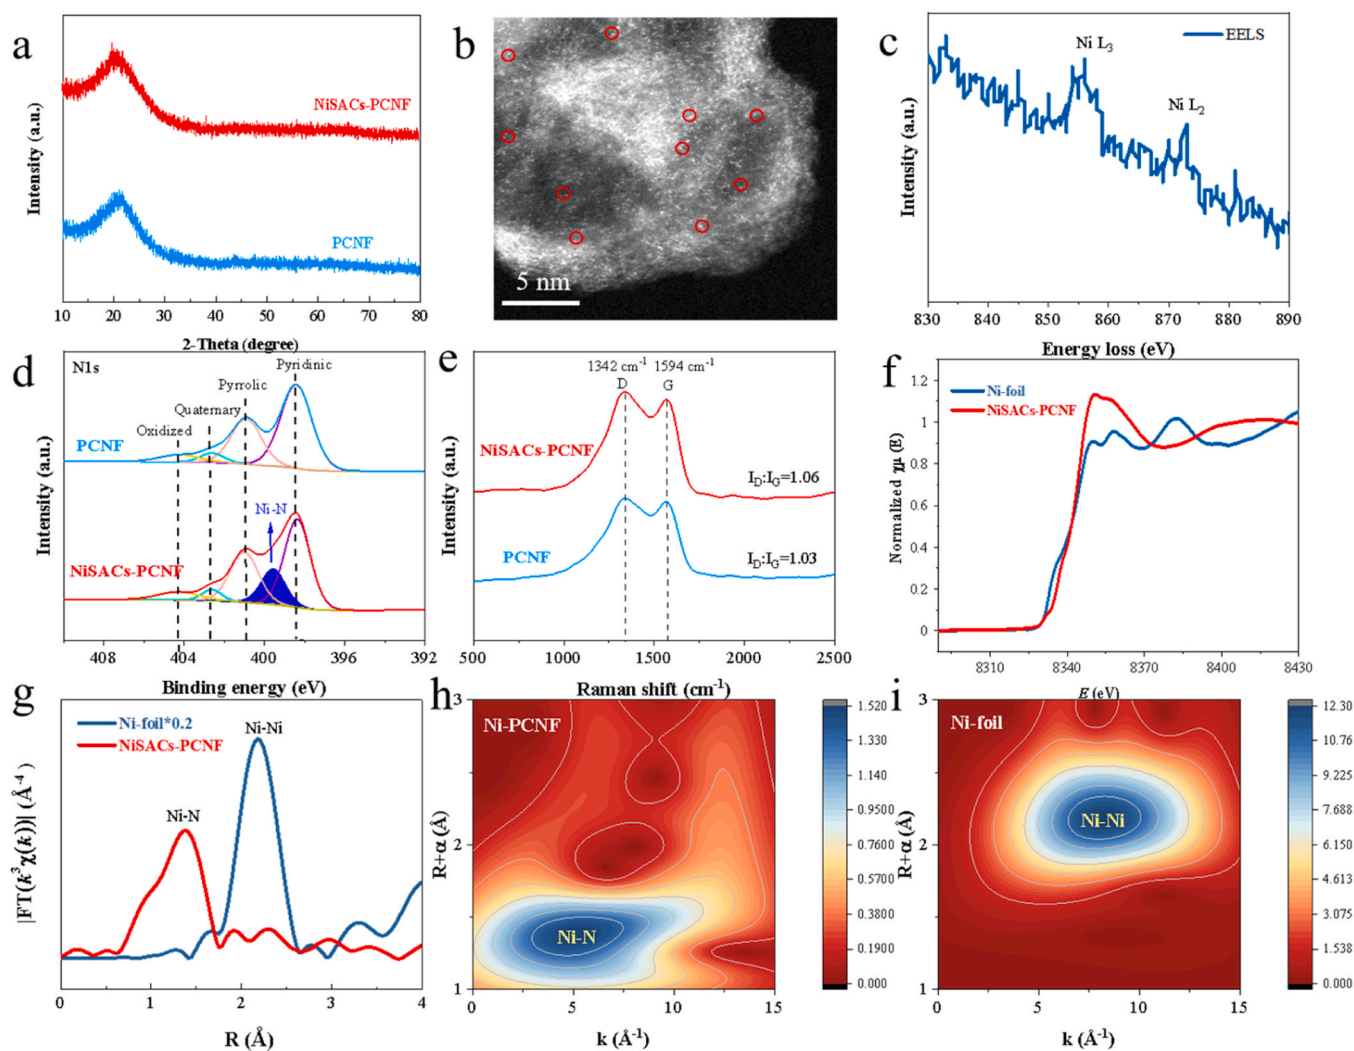 a
NiSACs-PCNF
PCNF
Intensity (a.u.)
10 20 30 40 50 60 70 80
2-Theta (degree)
b
5 nm
c
EELS
Ni L3
Ni L2
Intensity (a.u.)
830 840 850 860 870 880 890
Energy loss (eV)
d
N1s
Pyridinic
Pyrrolic
Quaternary
Oxidized
PCNF
Ni-N
NiSACs-PCNF
Intensity (a.u.)
408 404 400 396 392
Binding energy (eV)
e
1342 cm-1 1594 cm-1
D G
NiSACs-PCNF
ID:IG=1.06
PCNF
ID:IG=1.03
Intensity (a.u.)
500 1000 1500 2000 2500
Raman shift (cm-1)
f
Ni-foil
NiSACs-PCNF
Normalized χμ (E)
1.2
1
0.8
0.6
0.4
0.2
0
8310 8340 8370 8400 8430
E (eV)
g
Ni-foil*0.2
NiSACs-PCNF
Ni-Ni
Ni-N
|FT(k3χ(k))| (Å-4)
0 1 2 3 4
R (Å)
h
Ni-PCNF
Ni-N
R+α (Å)
3
2
1
0 5 10 15
k (Å-1)
1.520
1.330
1.140
0.9500
0.7600
0.5700
0.3800
0.1900
0.000
i
Ni-foil
Ni-Ni
R+α (Å)
3
2
1
0 5 10 15
k (Å-1)
12.30
10.76
9.225
7.688
6.150
4.613
3.075
1.538
0.000